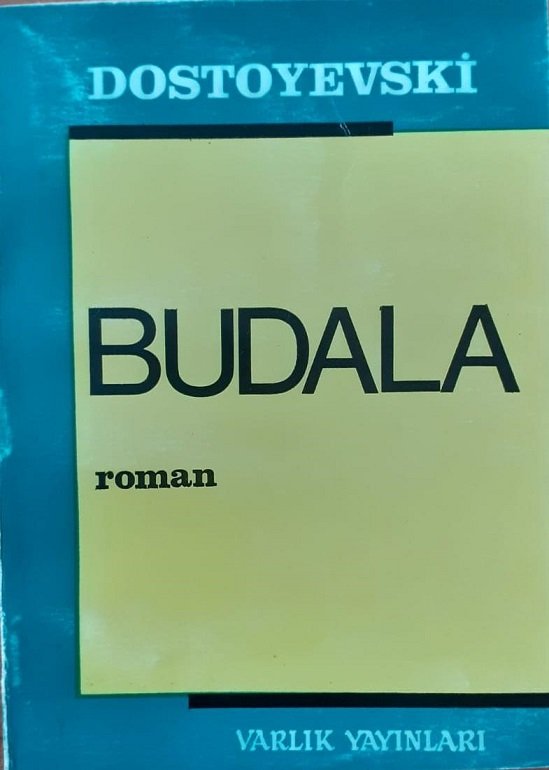 DOSTOYEVSKİ
BUDALA
roman
VARLIK YAYINLARI